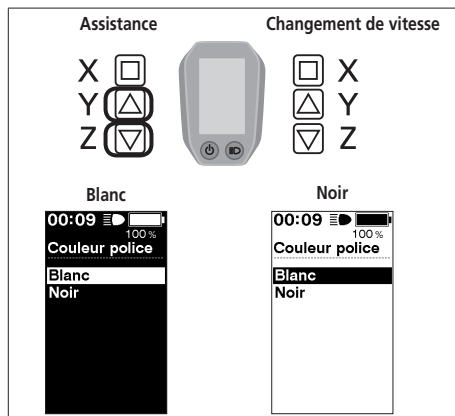 Assistance Changement de vitesse
X X
Y Y
Z Z
Blanc Noir
00:09 00:09
100 % 100 %
Couleur police Couleur police
Blanc Blanc
Noir Noir